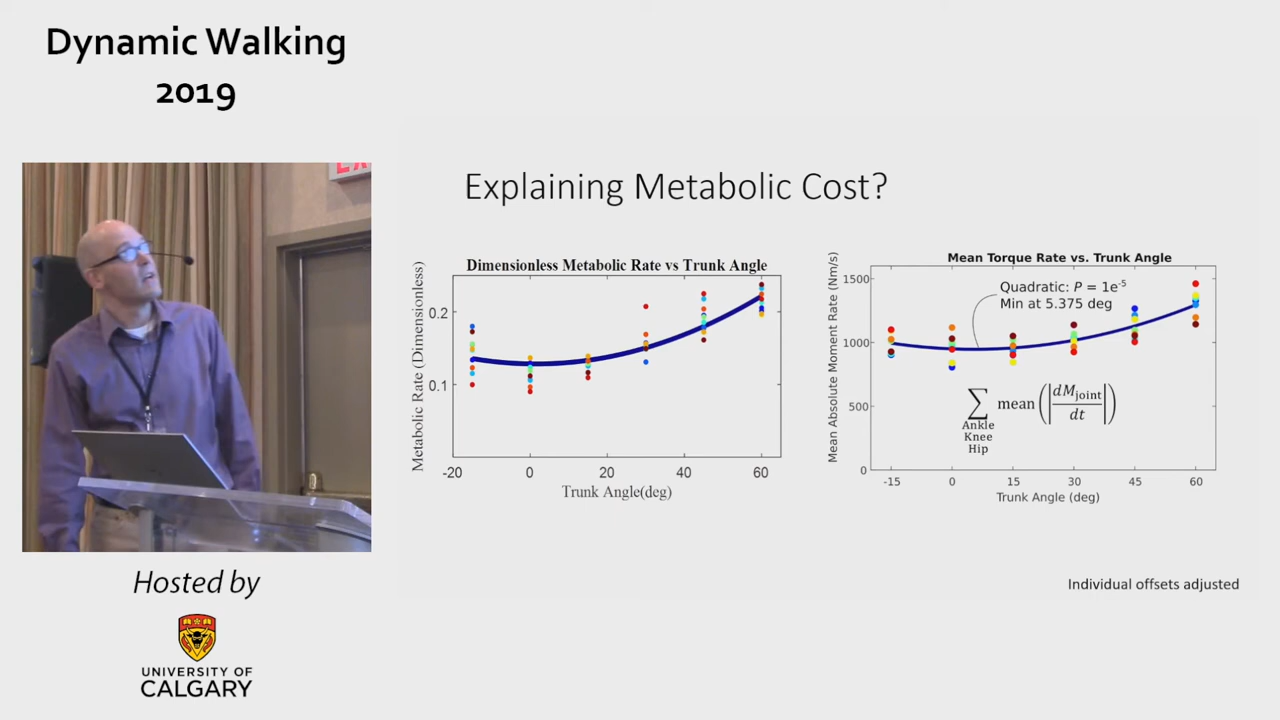 Dynamic Walking
2019
Explaining Metabolic Cost?
Dimensionless Metabolic Rate vs Trunk Angle
Metabolic Rate (Dimensionless)
0.2
0.1
-20
0
20
40
60
Trunk Angle(deg)
Mean Torque Rate vs. Trunk Angle
Mean Absolute Moment Rate (Nm/s)
1500
1000
500
0
Quadratic: P = 1e⁻⁵
Min at 5.375 deg
∑ mean(|dM_joint/dt|)
Ankle
Knee
Hip
-15
0
15
30
45
60
Trunk Angle (deg)
Individual offsets adjusted
Hosted by
UNIVERSITY OF
CALGARY